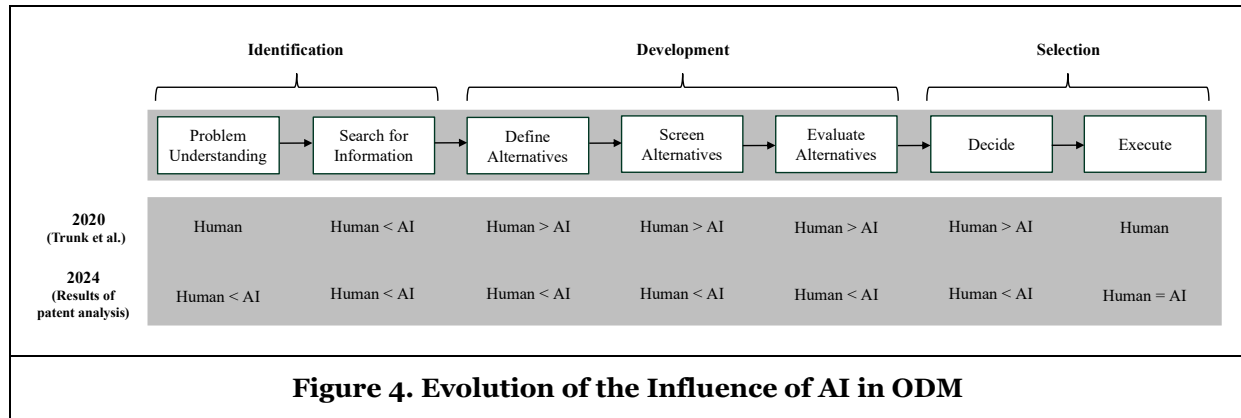 Identification Development Selection
Problem Understanding
Search for Information
Define Alternatives
Screen Alternatives
Evaluate Alternatives
Decide
Execute
2020
(Trunk et al.)
Human Human < AI Human > AI Human > AI Human > AI Human > AI Human
2024
(Results of
patent analysis)
Human < AI Human < AI Human < AI Human < AI Human < AI Human < AI Human = AI
Figure 4. Evolution of the Influence of AI in ODM